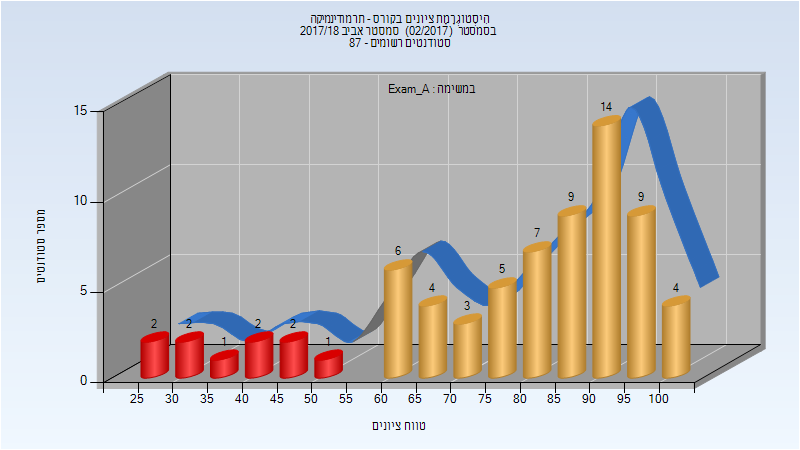 היסטוגרמת ציונים בקורס - תרמודינמיקה
בסמסטר (02/2017) סמסטר אביב 2017/18
סטודנטים רשומים - 87
במשימה : Exam_A
מספר סטודנטים
15
10
5
0
2 2 1 2 2 1 6 4 3 5 7 9 14 9 4
25 30 35 40 45 50 55 60 65 70 75 80 85 90 95 100
טווח ציונים